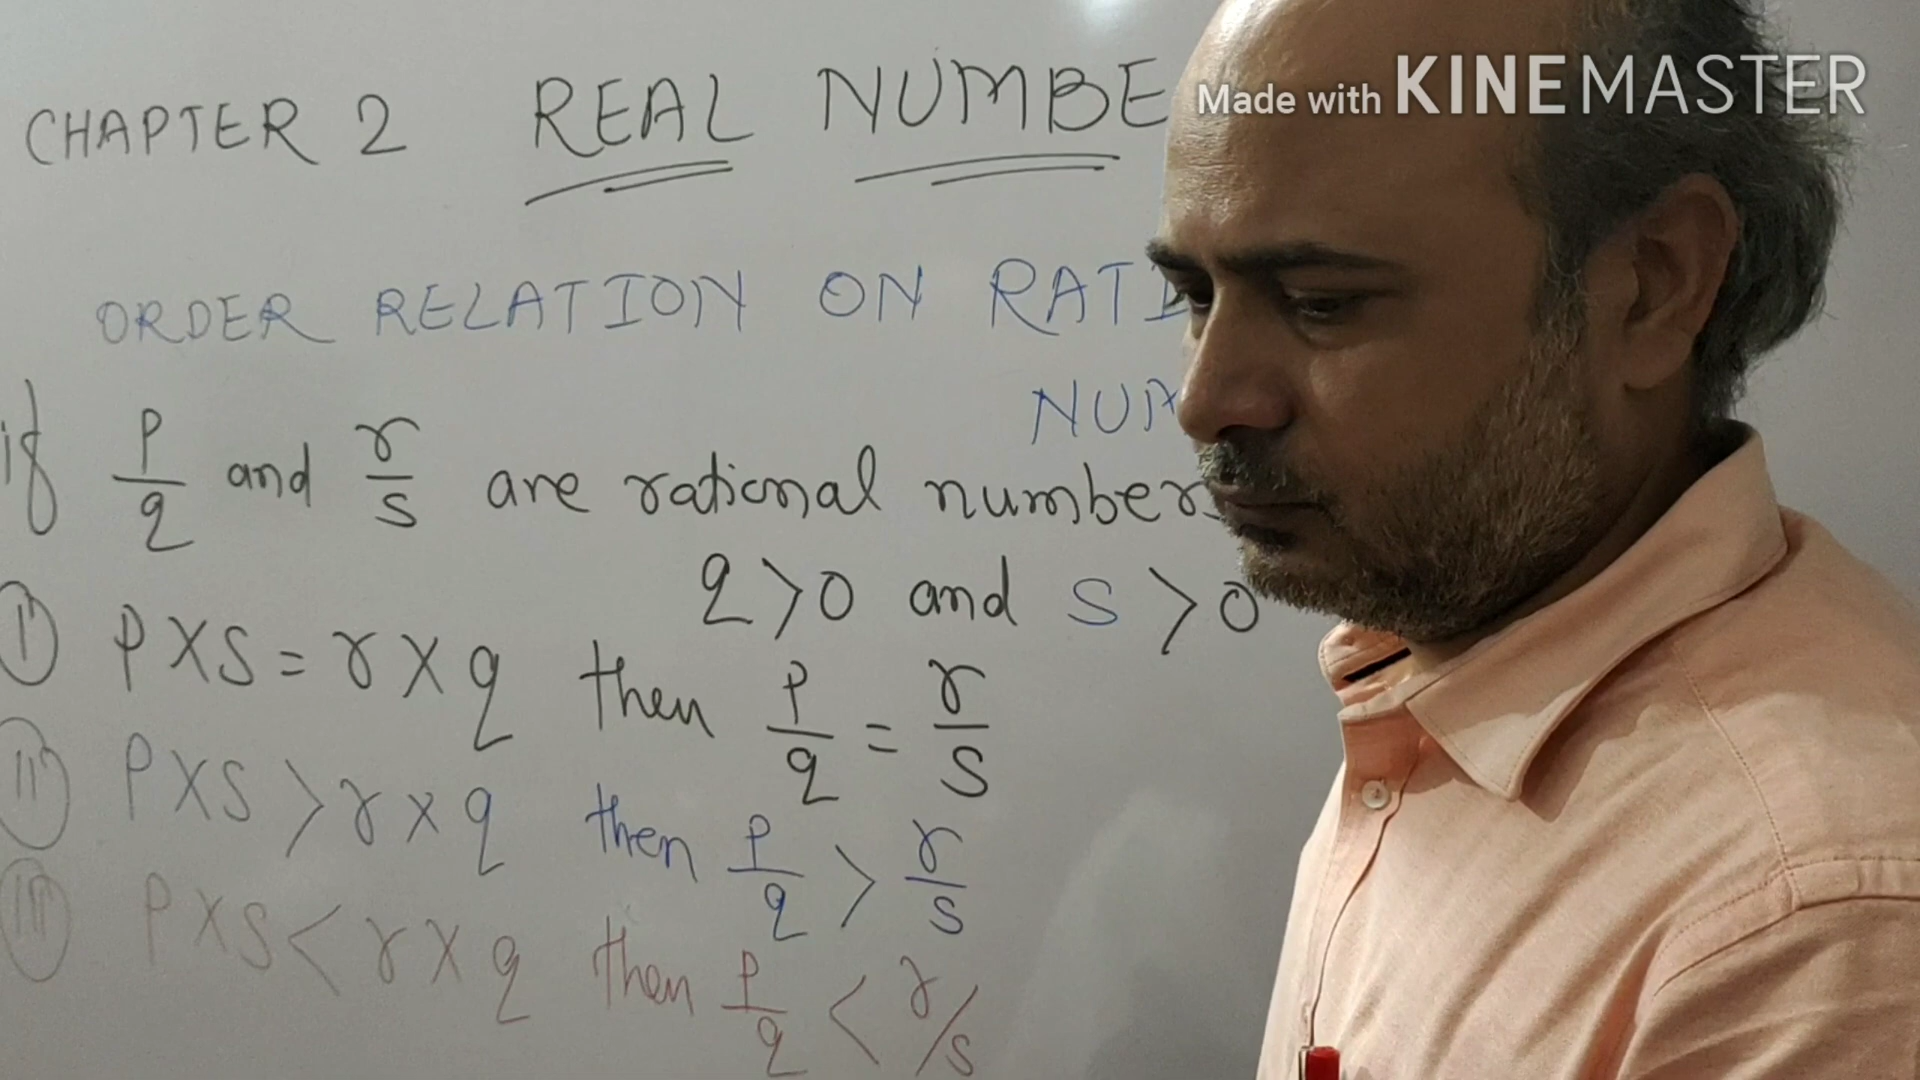 Made with KINEMASTER
CHAPTER 2 REAL NUMBE
ORDER RELATION ON RATI
NUM
if p/q and r/s are rational numbers
q>0 and s>0
(I) p×s=r×q then p/q = r/s
(II) p×s>r×q then p/q > r/s
(III) p×s<r×q then p/q < r/s